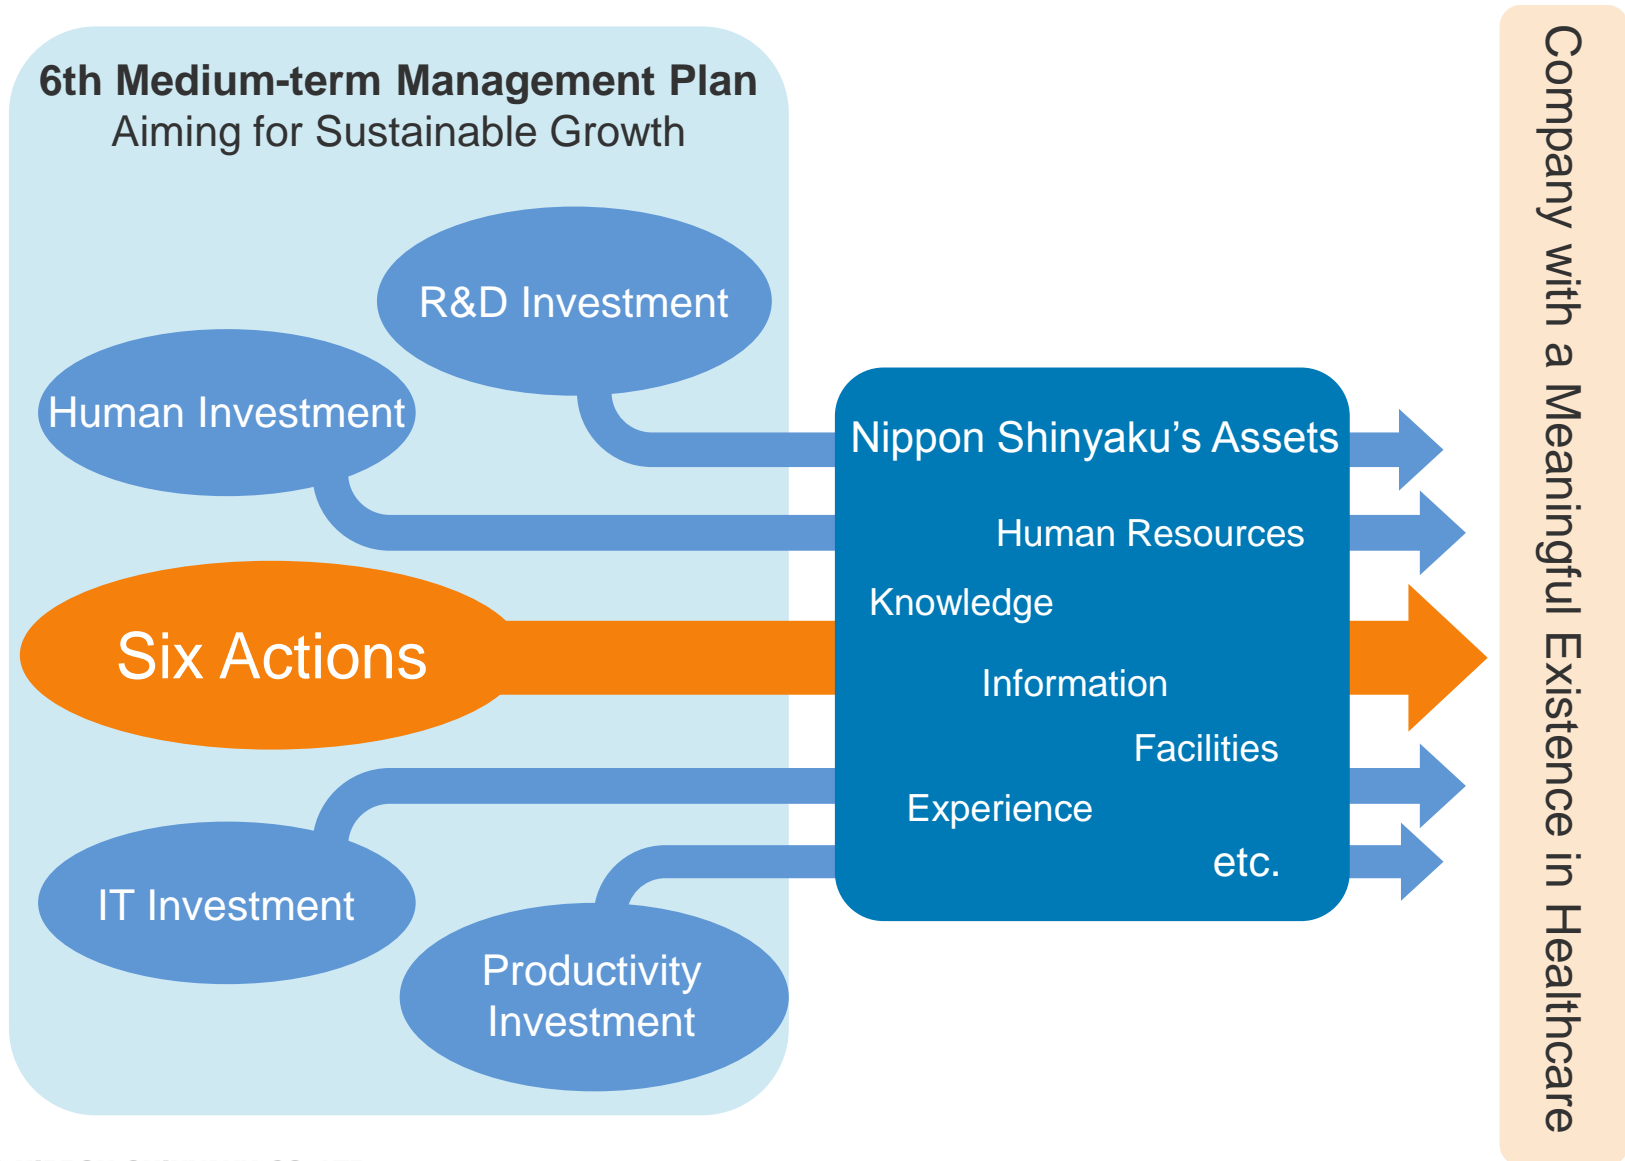 6th Medium-term Management Plan
Aiming for Sustainable Growth
R&D Investment
Human Investment
Six Actions
IT Investment
Productivity
Investment
Nippon Shinyaku’s Assets
Human Resources
Knowledge
Information
Facilities
Experience
etc.
Company with a Meaningful Existence in Healthcare